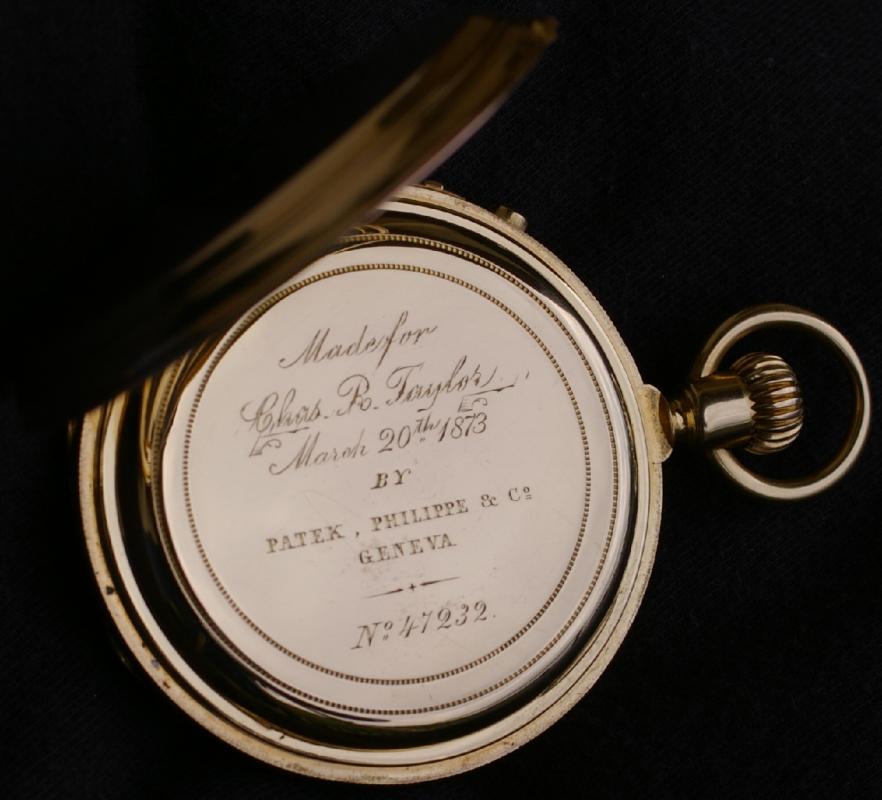 Made for
Chas. R. Taylor.
March 20th 1873
BY
PATEK, PHILIPPE & Cº
GENEVA
Nº 47232.